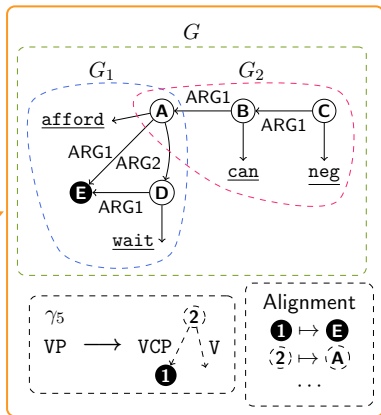 G
G₁ G₂
A ARG1 B ARG1 C
afford
ARG1 ARG2
can neg
E ARG1 D
wait
γ₅ 2
VP → VCP V
1
Alignment
1 ↦ E
2 ↦ A
...